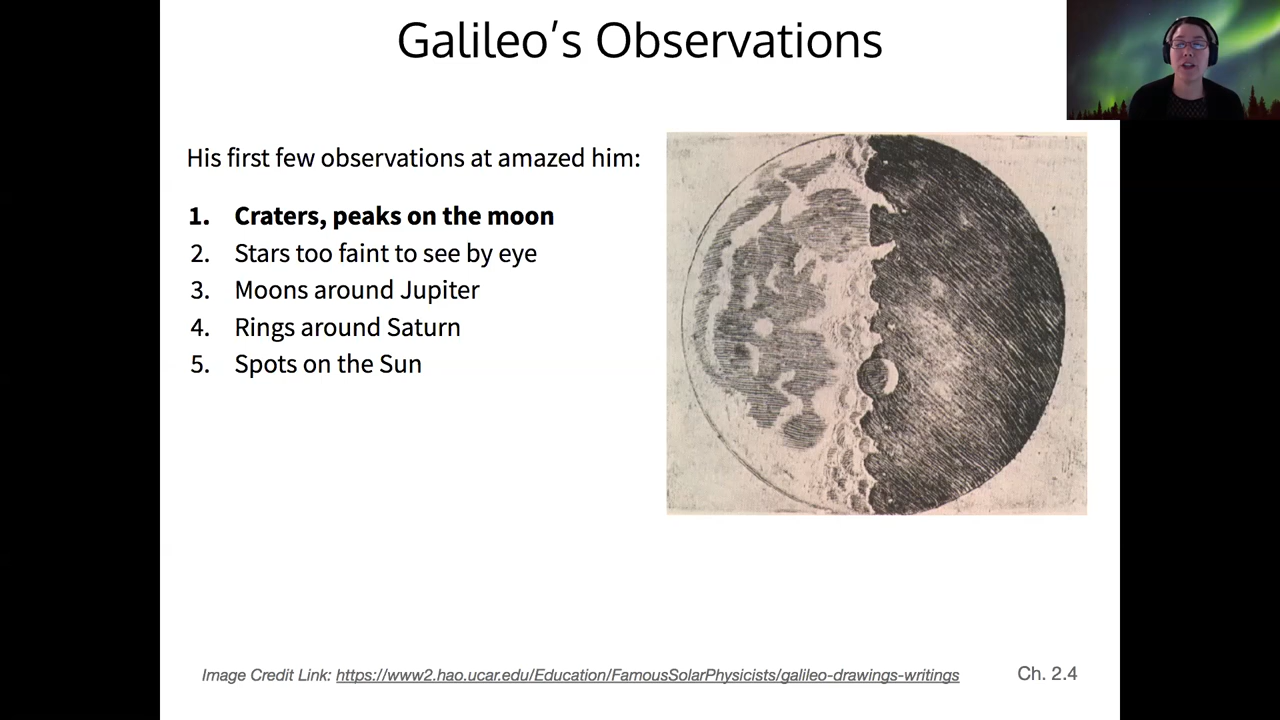 Galileo’s Observations
His first few observations at amazed him:
1. Craters, peaks on the moon
2. Stars too faint to see by eye
3. Moons around Jupiter
4. Rings around Saturn
5. Spots on the Sun
Image Credit Link: https://www2.hao.ucar.edu/Education/FamousSolarPhysicists/galileo-drawings-writings
Ch. 2.4